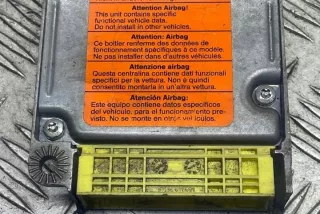 Attention Airbag!
This unit contains specific
functional vehicle data.
Do not install in other vehicles.
Attention Airbag
Ce boîtier renferme des données de
fonctionnement spécifiques à ce modèle.
Ne pas installer dans d'autres véhicules.
Attenzione airbag
Questa centralina contiene dati funzionali
specifici per la vettura. Non è quindi
consentito montarla in un'altra vettura.
Atención Airbag:
Este equipo contiene datos específicos
del vehículo, para el funcionamiento pre-
visto. No se monte en otro vehículos.